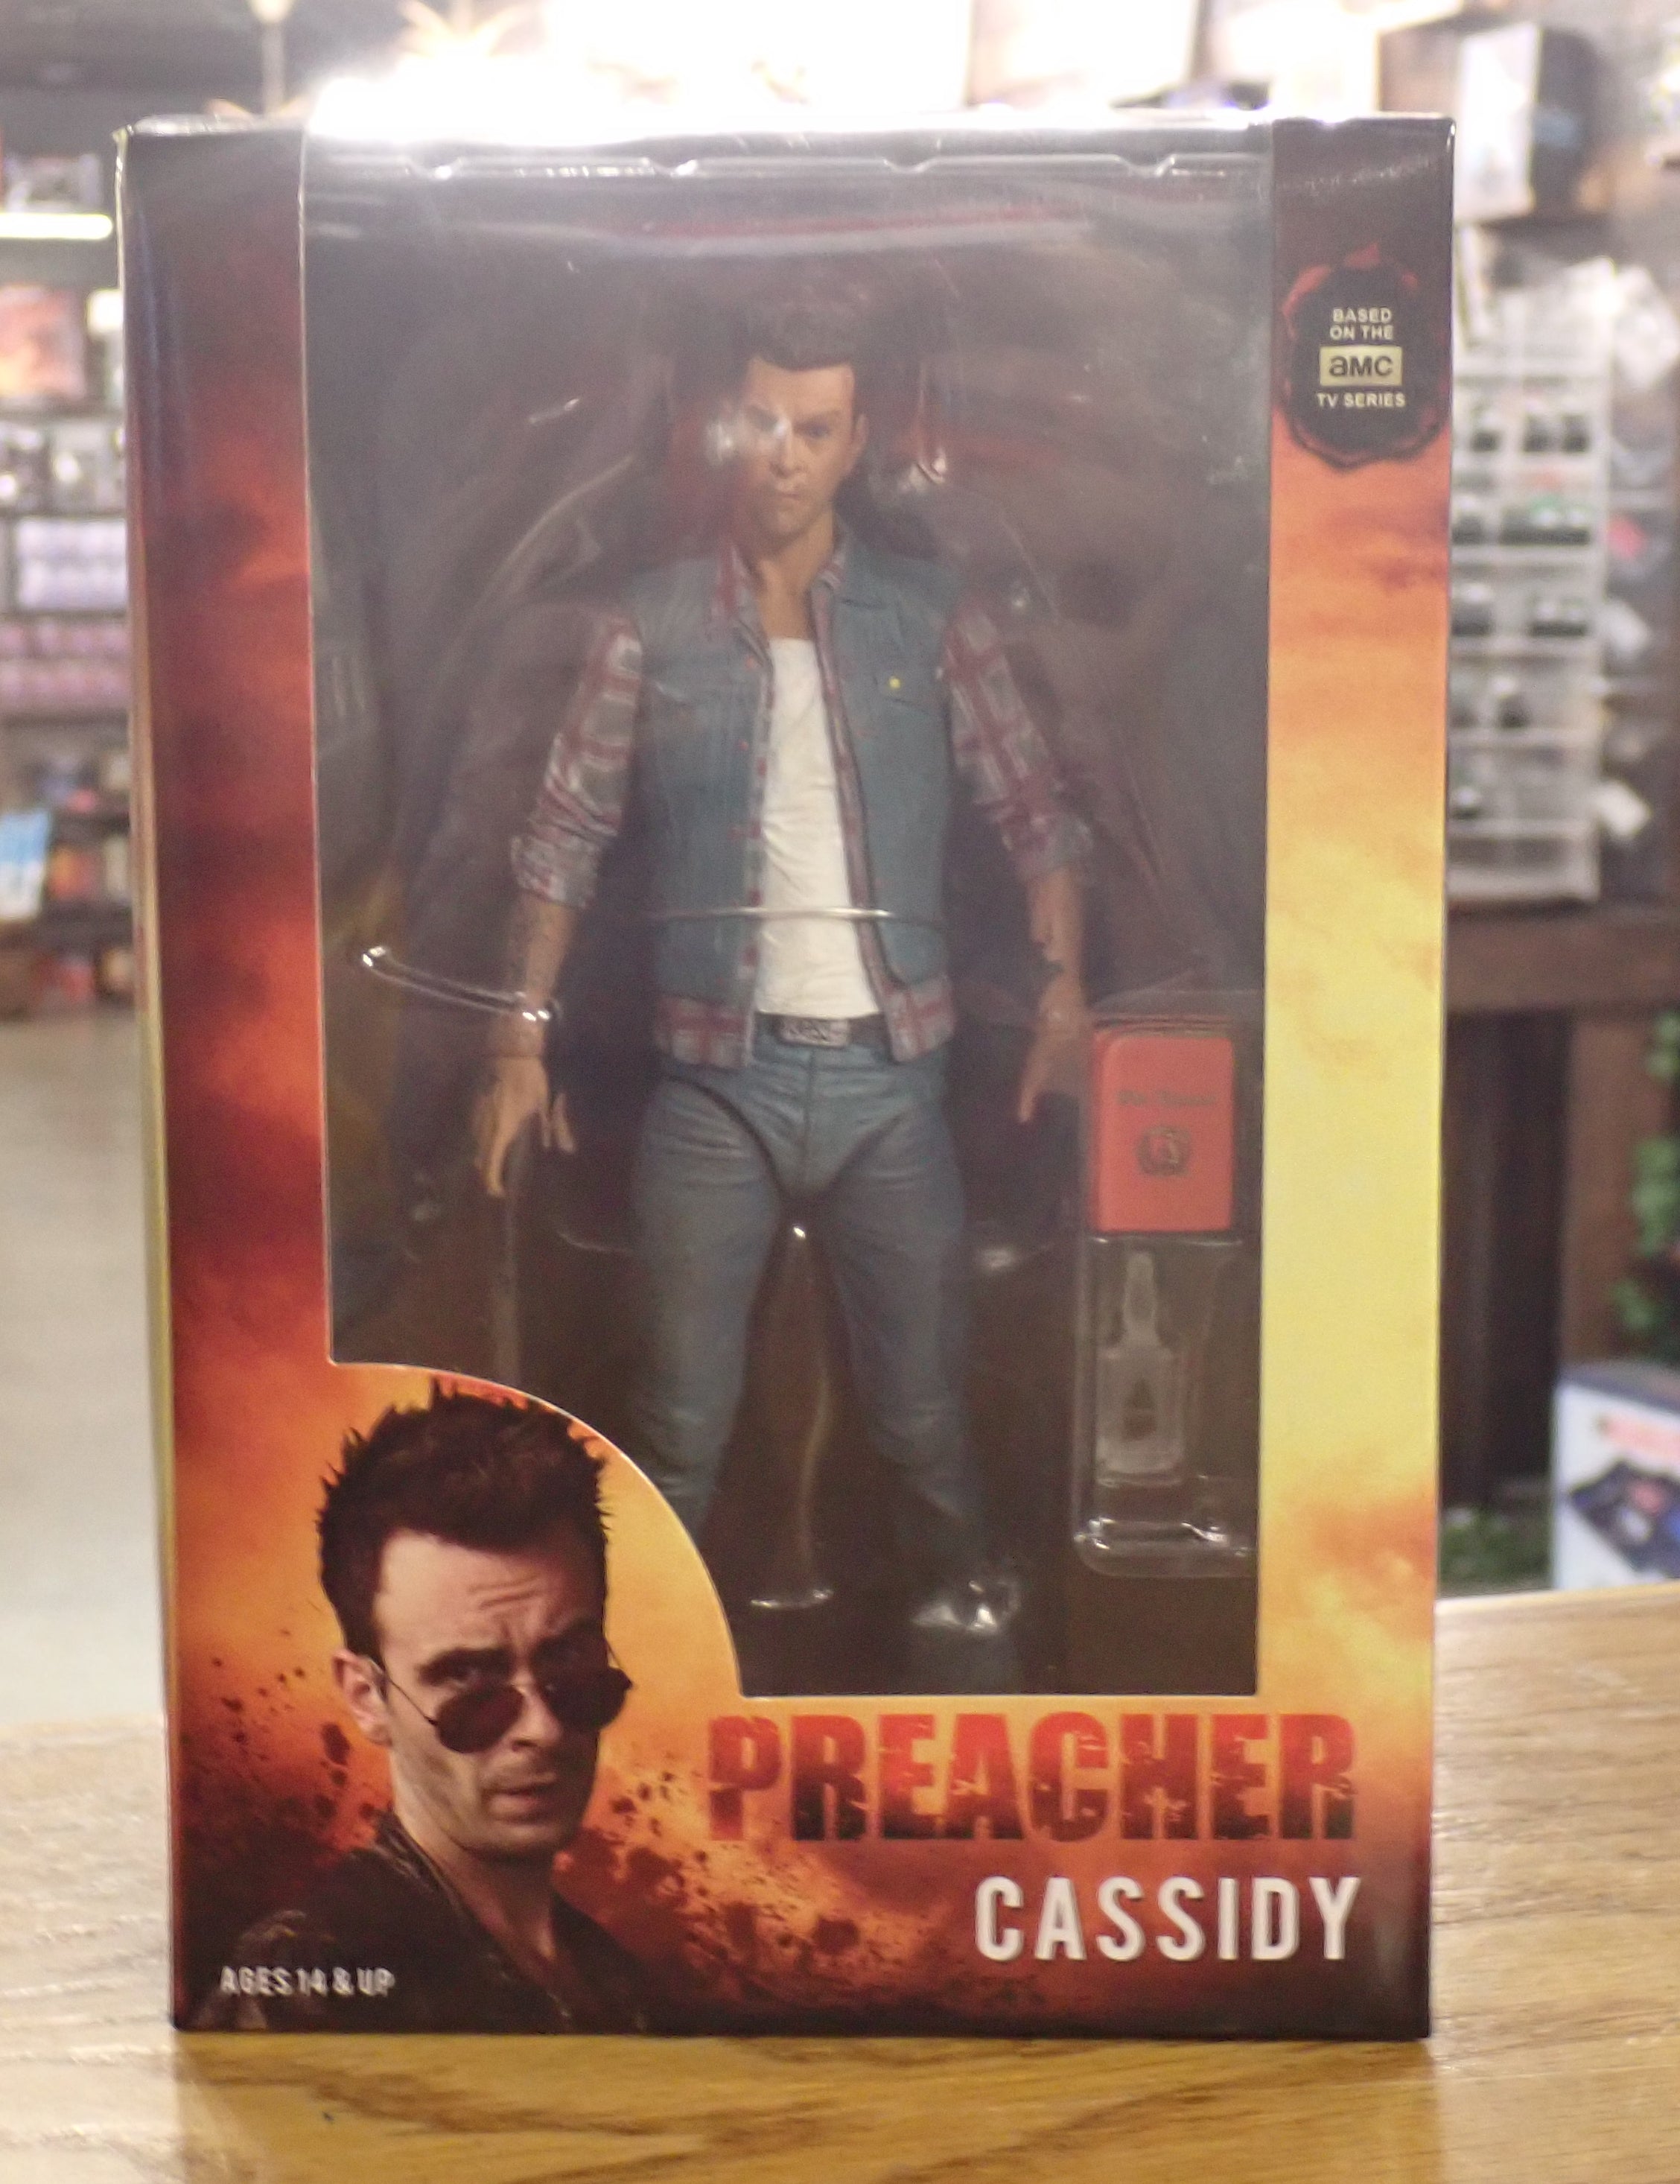 BASED
ON THE
aMC
TV SERIES
PREACHER
CASSIDY
AGES 14 & UP